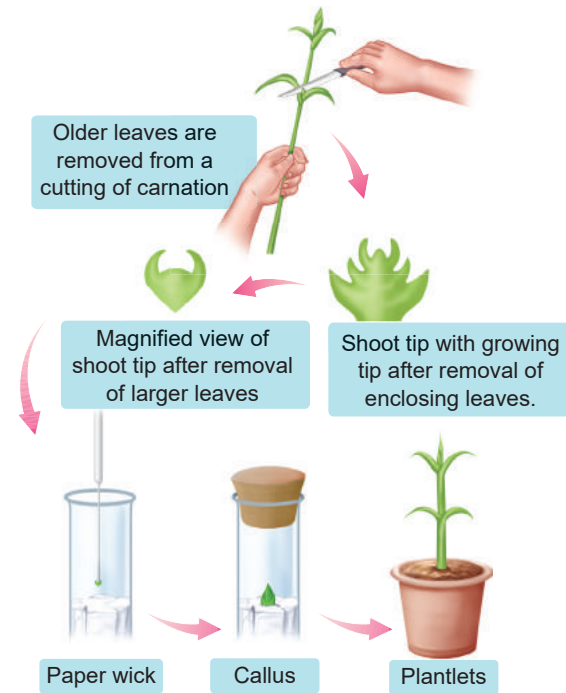 Older leaves are
removed from a
cutting of carnation
Magnified view of
shoot tip after removal
of larger leaves
Shoot tip with growing
tip after removal of
enclosing leaves.
Paper wick
Callus
Plantlets